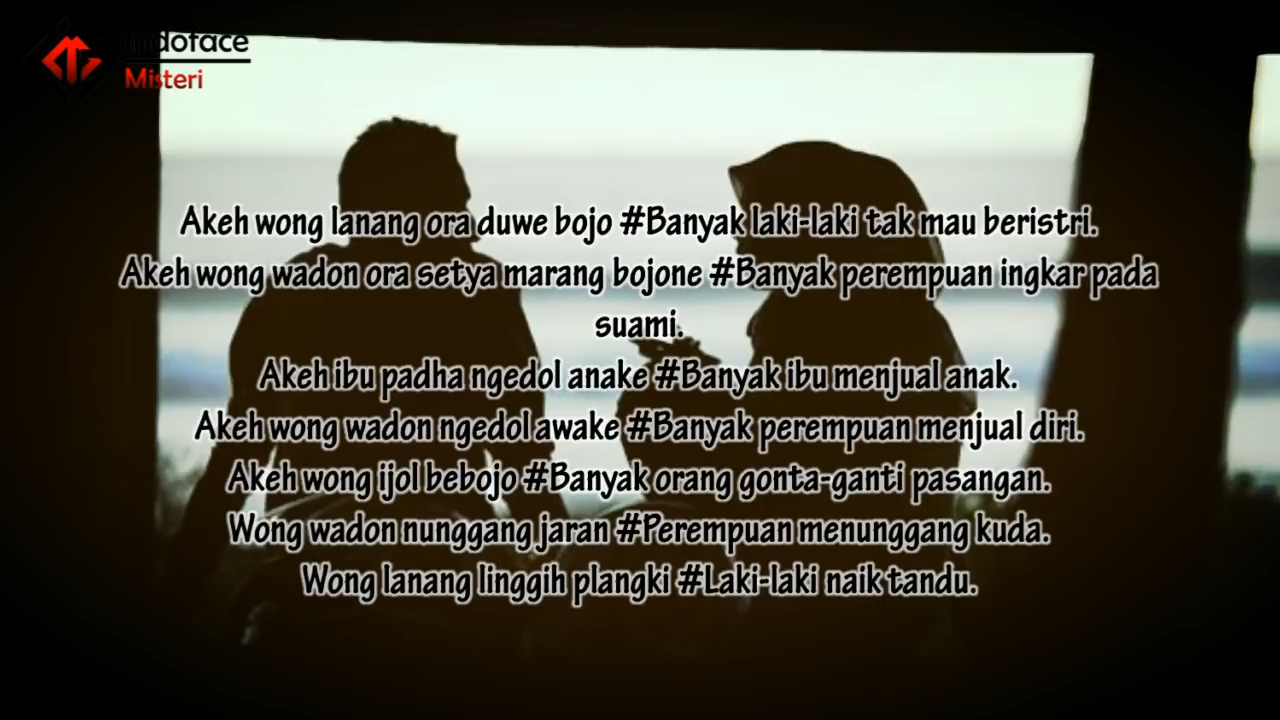 Indoface
Misteri
Akeh wong lanang ora duwe bojo #Banyak laki-laki tak mau beristri.
Akeh wong wadon ora setya marang bojone #Banyak perempuan ingkar pada
suami.
Akeh ibu padha ngedol anake #Banyak ibu menjual anak.
Akeh wong wadon ngedol awake #Banyak perempuan menjual diri.
Akeh wong ijol bebojo #Banyak orang gonta-ganti pasangan.
Wong wadon nunggang jaran #Perempuan menunggang kuda.
Wong lanang linggih plangki #Laki-laki naik tandu.